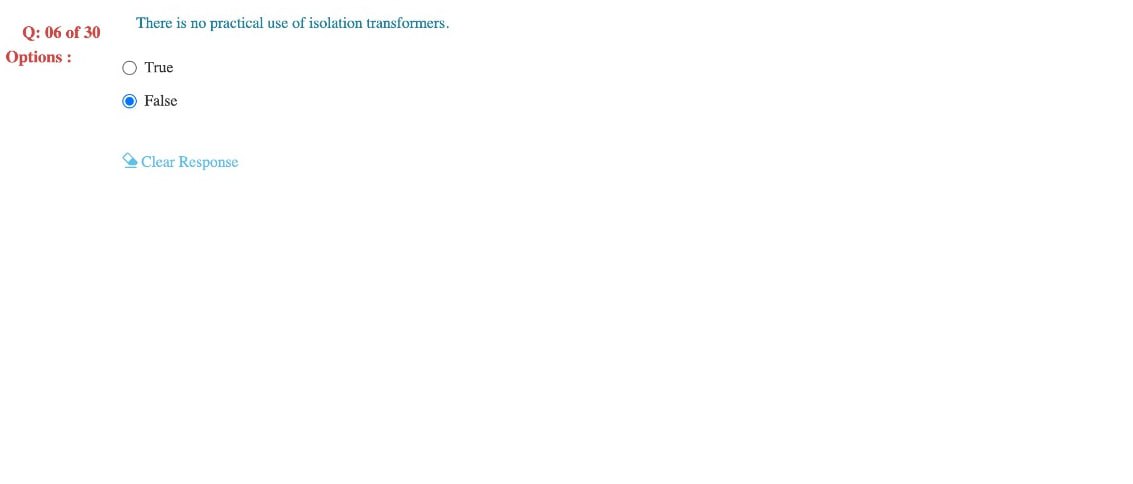 Q: 06 of 30
There is no practical use of isolation transformers.
Options :
True
False
Clear Response